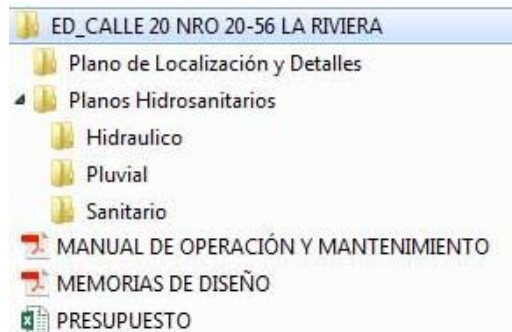 ED_CALLE 20 NRO 20-56 LA RIVIERA
Plano de Localización y Detalles
Planos Hidrosanitarios
Hidraulico
Pluvial
Sanitario
MANUAL DE OPERACIÓN Y MANTENIMIENTO
MEMORIAS DE DISEÑO
PRESUPUESTO